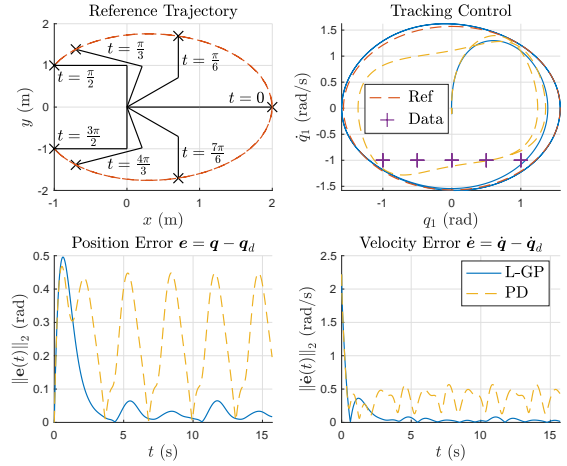 Reference Trajectory
Tracking Control
2
1
0
-1
-2
y (m)
t = π/3
t = π/2
t = π/6
t = 0
t = 3π/2
t = 4π/3
t = 7π/6
-1
0
1
2
x (m)
1.5
1
0.5
0
-0.5
-1
-1.5
q̇₁ (rad/s)
Ref
Data
-1
0
1
q₁ (rad)
Position Error e = q − q_d
Velocity Error ė = q̇ − q̇_d
0.5
0.4
0.3
0.2
0.1
0
‖e(t)‖₂ (rad)
0
5
10
15
t (s)
3
2.5
2
1.5
1
0.5
0
‖ė(t)‖₂ (rad/s)
L-GP
PD
0
5
10
15
t (s)